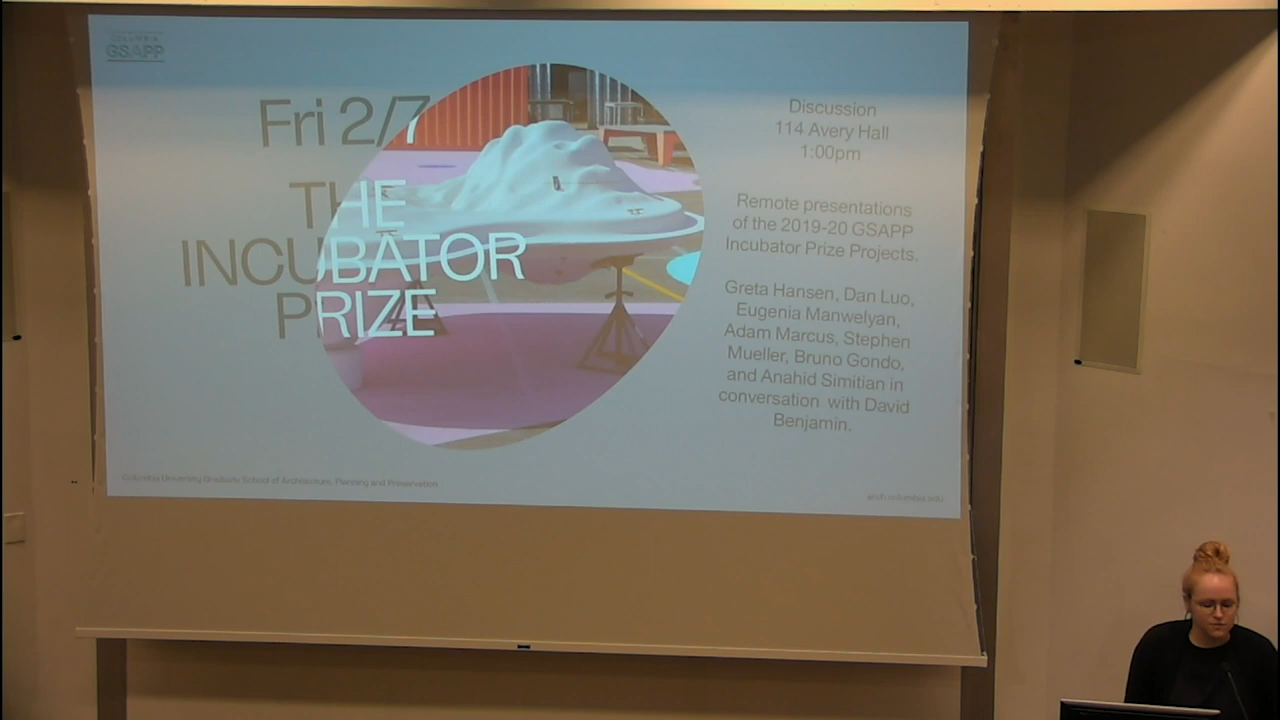 COLUMBIA
GSAPP
Fri 2/7
THE
INCUBATOR
PRIZE
Discussion
114 Avery Hall
1:00pm
Remote presentations
of the 2019-20 GSAPP
Incubator Prize Projects.
Greta Hansen, Dan Luo,
Eugenia Manwelyan,
Adam Marcus, Stephen
Mueller, Bruno Gondo,
and Anahid Simitian in
conversation with David
Benjamin.
Columbia University Graduate School of Architecture, Planning and Preservation
arch.columbia.edu